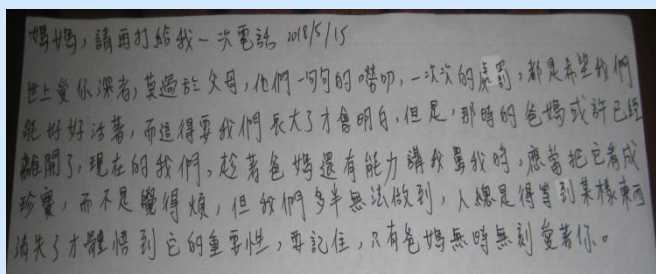 媽媽，請再打給我一次電話 2018/5/15
世上愛你深者，莫過於父母，他們一句句的嘮叨，一次次的處罰，都是希望我們
能好好活著，而這得要我們長大了才會明白，但是，那時的爸媽或許已經
離開了，現在的我們，趁著爸媽還有能力講我罵我時，應當把它看成
珍寶，而不是覺得煩，但我們多半無法做到，人總是得等到某樣東西
消失了才體悟到它的重要性，要記住，只有爸媽無時無刻愛著你。